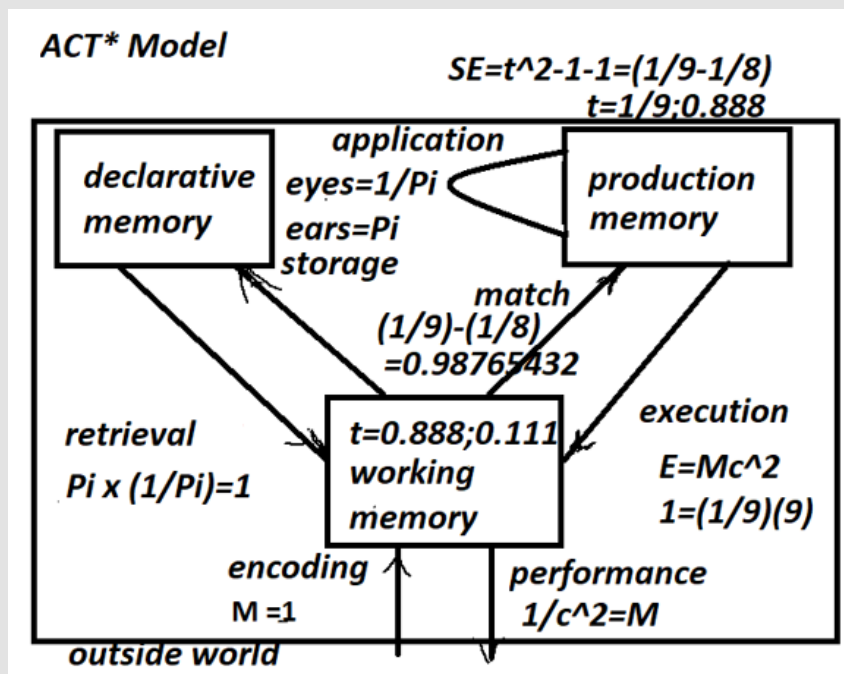 ACT* Model
SE=t^2-1-1=(1/9-1/8)
t=1/9;0.888
application
declarative
memory
eyes=1/Pi
ears=Pi
storage
production
memory
match
(1/9)-(1/8)
=0.98765432
retrieval
Pi x (1/Pi)=1
t=0.888;0.111
working
memory
execution
E=Mc^2
1=(1/9)(9)
encoding
M =1
performance
1/c^2=M
outside world